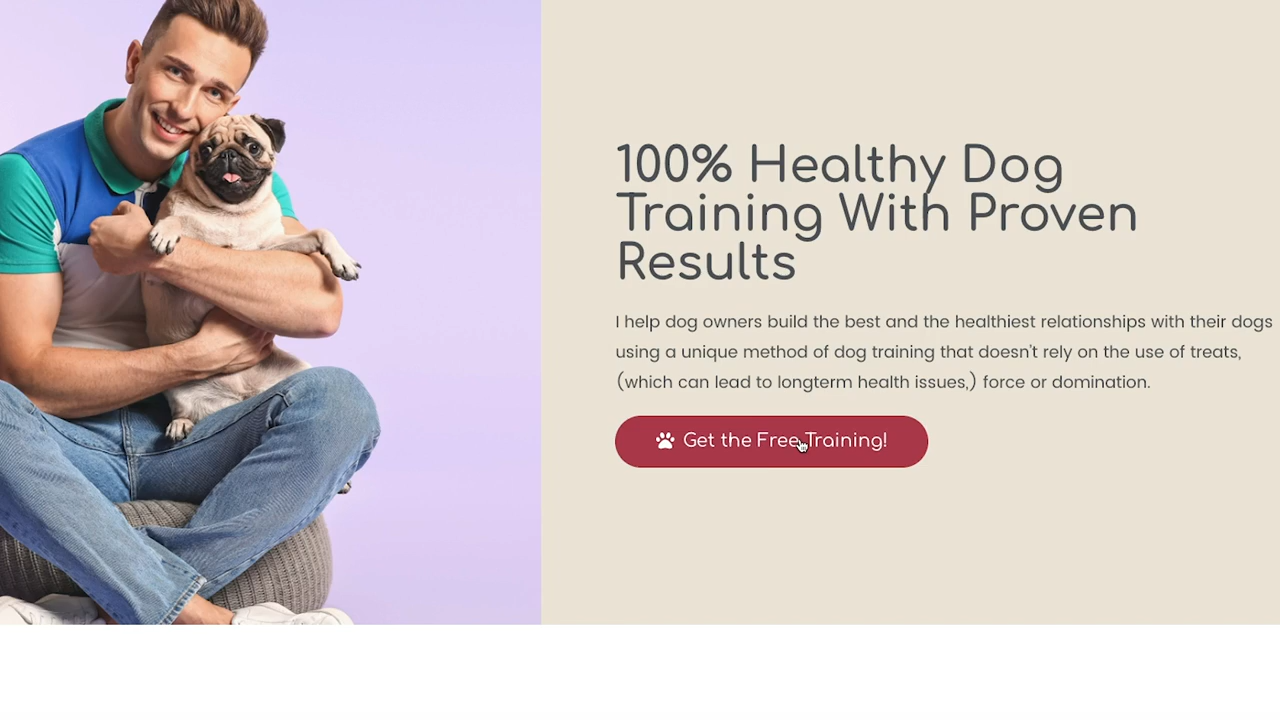 100% Healthy Dog
Training With Proven
Results
I help dog owners build the best and the healthiest relationships with their dogs
using a unique method of dog training that doesn't rely on the use of treats,
(which can lead to longterm health issues,) force or domination.
Get the Free Training!